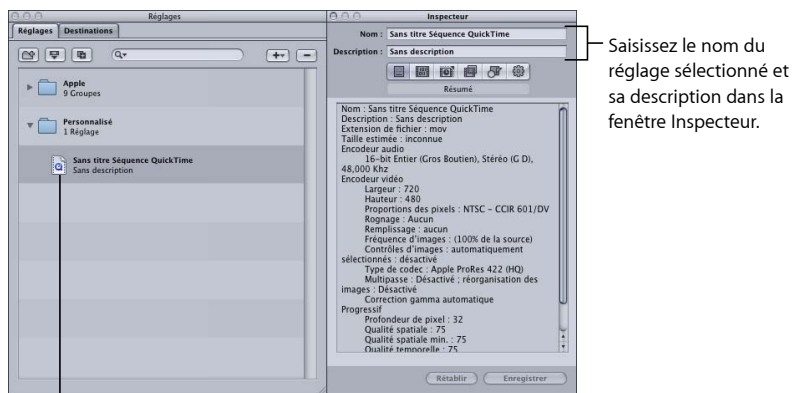 Réglages
Réglages Destinations
Apple
9 Groupes
Personnalisé
1 Réglage
Sans titre Séquence QuickTime
Sans description
Inspecteur
Nom : Sans titre Séquence QuickTime
Description : Sans description
Résumé
Nom : Sans titre Séquence QuickTime
Description : Sans description
Extension de fichier : mov
Taille estimée : inconnue
Encodeur audio
16-bit Entier (Gros Boutien), Stéréo (G D),
48,000 Khz
Encodeur vidéo
Largeur : 720
Hauteur : 480
Proportions des pixels : NTSC - CCIR 601/DV
Rognage : Aucun
Remplissage : aucun
Fréquence d'images : (100% de la source)
Contrôles d'images : automatiquement
sélectionnés : désactivé
Type de codec : Apple ProRes 422 (HQ)
Multipasse : Désactivé ; réorganisation des
images : Désactivé
Correction gamma automatique
Progressif
Profondeur de pixel : 32
Qualité spatiale : 75
Qualité spatiale min. : 75
Qualité temporelle : 75
Rétablir Enregistrer
Saisissez le nom du
réglage sélectionné et
sa description dans la
fenêtre Inspecteur.